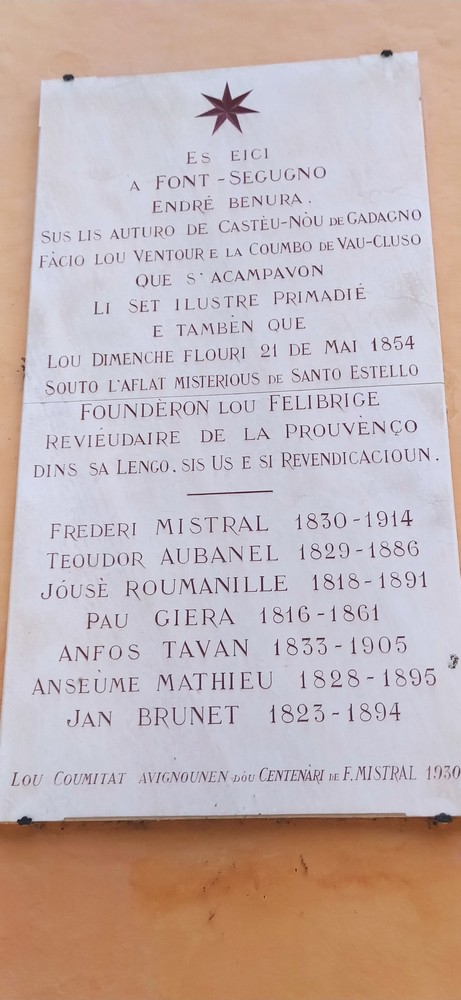 ES EICI
A FONT-SEGUGNO
ENDRÉ BENURA.
SUS LIS AUTURO DE CASTÈU-NÒU DE GADAGNO
FÀCIO LOU VENTOUR E LA COUMBO DE VAU-CLUSO
QUE S'ACAMPAVON
LI SET ILUSTRE PRIMADIÉ
E TAMBÈN QUE
LOU DIMENCHE FLOURI 21 DE MAI 1854
SOUTO L'AFLAT MISTERIOUS DE SANTO ESTELLO
FOUNDÈRON LOU FELIBRIGE
REVIÉUDAIRE DE LA PROUVÈNÇO
DINS SA LENGO. SIS US E SI REVENDICACIOUN.
FREDERI MISTRAL 1830-1914
TEOUDOR AUBANEL 1829-1886
JÓUSÈ ROUMANILLE 1818-1891
PAU GIERA 1816-1861
ANFOS TAVAN 1833-1905
ANSEÙME MATHIEU 1828-1895
JAN BRUNET 1823-1894
LOU COUMITAT AVIGNOUNEN DÓU CENTENÀRI DE F. MISTRAL 1930